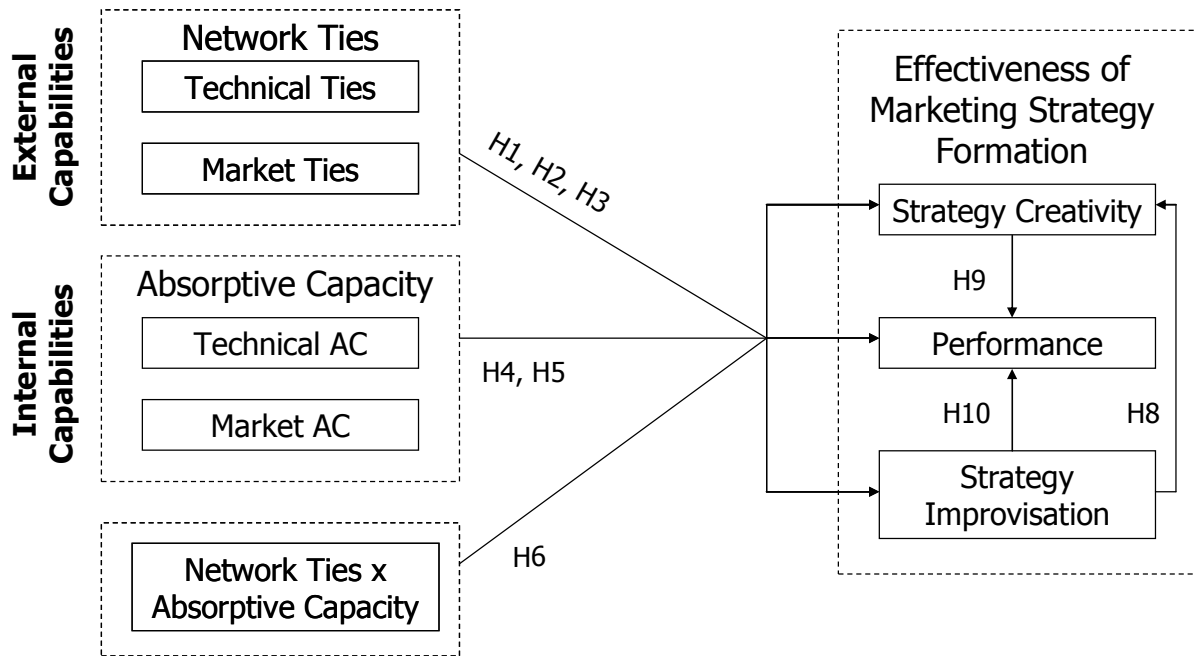 External
Capabilities
Network Ties
Technical Ties
Market Ties
H1, H2, H3
Internal
Capabilities
Absorptive Capacity
Technical AC
Market AC
H4, H5
Network Ties x
Absorptive Capacity
H6
Effectiveness of
Marketing Strategy
Formation
Strategy Creativity
H9
Performance
H10
H8
Strategy
Improvisation